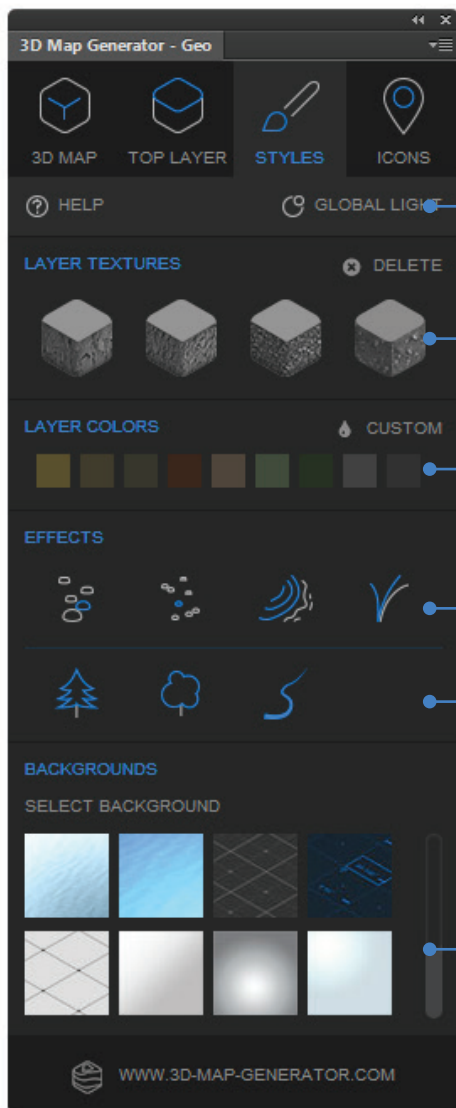 3D Map Generator - Geo
3D MAP TOP LAYER STYLES ICONS
HELP GLOBAL LIGHT
LAYER TEXTURES DELETE
LAYER COLORS CUSTOM
EFFECTS
BACKGROUNDS
SELECT BACKGROUND
WWW.3D-MAP-GENERATOR.COM